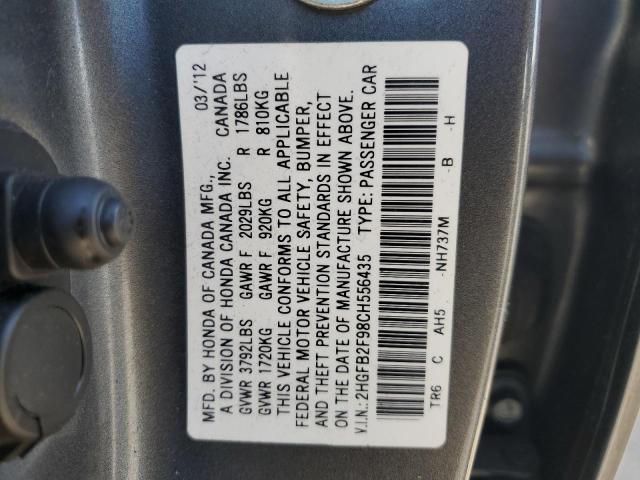 MFD. BY HONDA OF CANADA MFG., 03/'12
A DIVISION OF HONDA CANADA INC. CANADA
GVWR 3792LBS GAWR F 2029LBS R 1786LBS
GVWR 1720KG GAWR F 920KG R 810KG
THIS VEHICLE CONFORMS TO ALL APPLICABLE
FEDERAL MOTOR VEHICLE SAFETY, BUMPER,
AND THEFT PREVENTION STANDARDS IN EFFECT
ON THE DATE OF MANUFACTURE SHOWN ABOVE.
V.I.N.: 2HGFB2F98CH556435 TYPE: PASSENGER CAR
TR6 C AH5 -NH737M -B -H